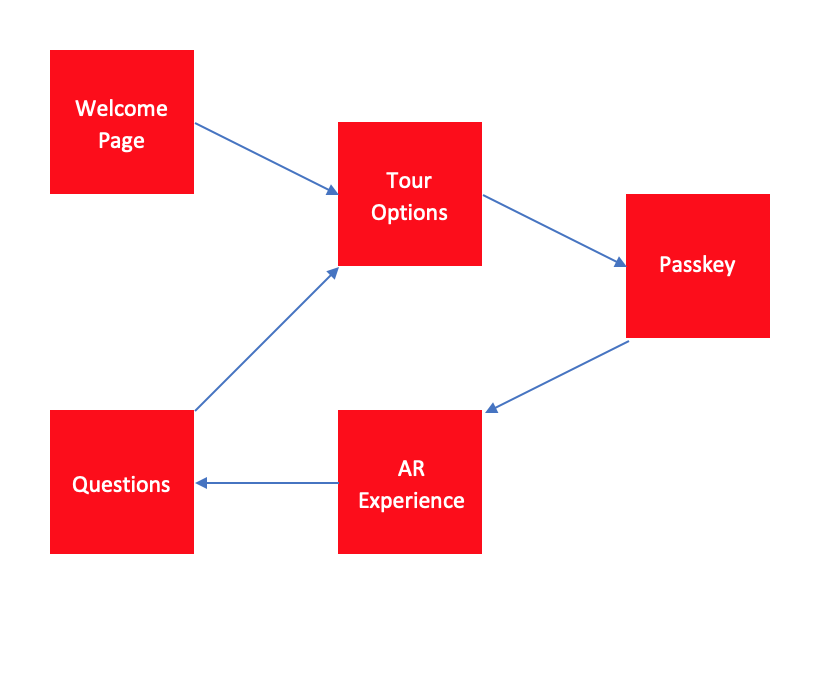 Welcome
Page
Tour
Options
Passkey
Questions
AR
Experience